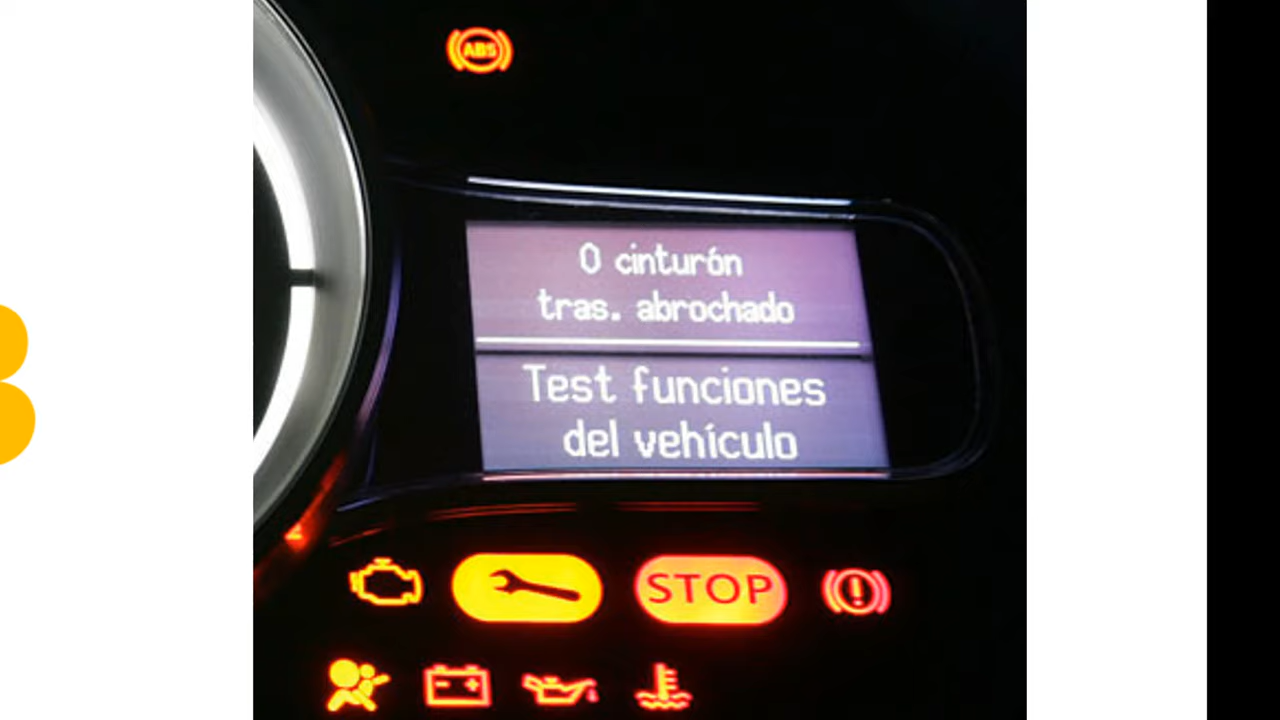 ABS
0 cinturón
tras. abrochado
Test funciones
del vehículo
STOP